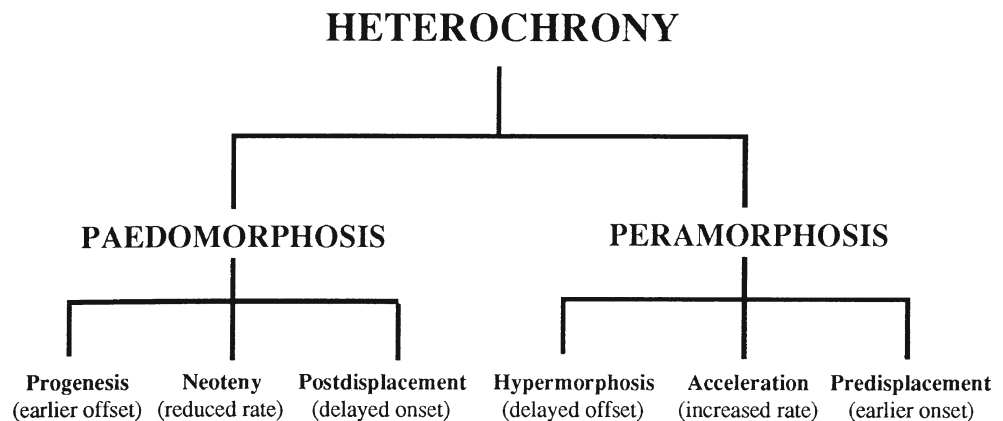 HETEROCHRONY
PAEDOMORPHOSIS
PERAMORPHOSIS
Progenesis
(earlier offset)
Neoteny
(reduced rate)
Postdisplacement
(delayed onset)
Hypermorphosis
(delayed offset)
Acceleration
(increased rate)
Predisplacement
(earlier onset)